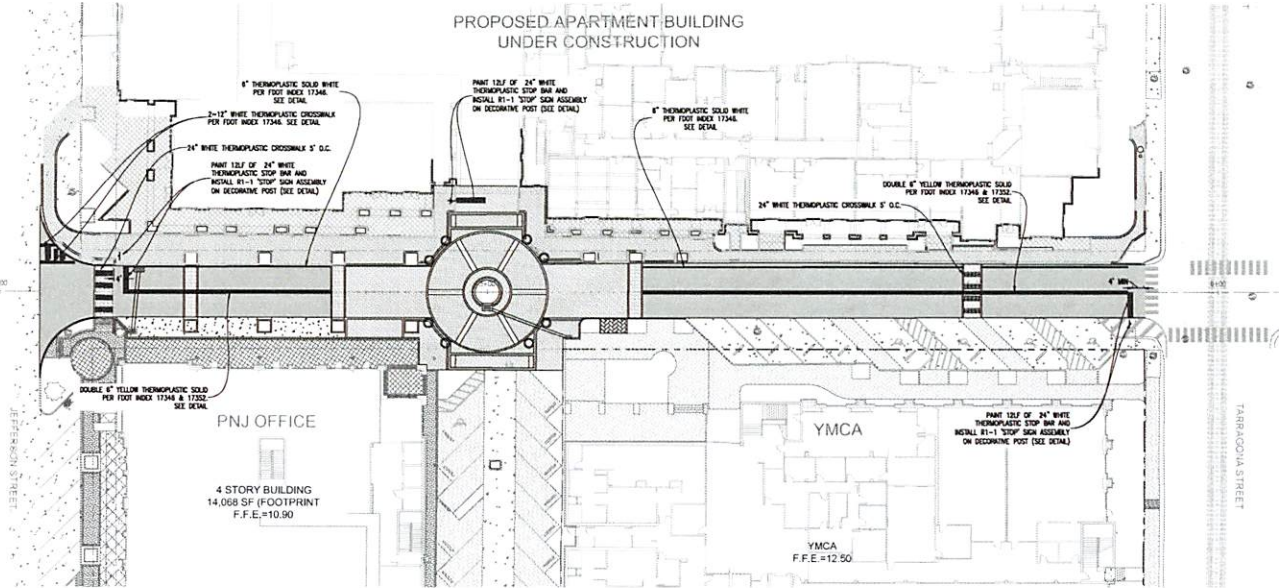 PROPOSED APARTMENT BUILDING
UNDER CONSTRUCTION
6" THERMOPLASTIC SOLID WHITE
PER FDOT INDEX 17346.
SEE DETAIL
2-12" WHITE THERMOPLASTIC CROSSWALK
PER FDOT INDEX 17346. SEE DETAIL
24" WHITE THERMOPLASTIC CROSSWALK 5' O.C.
PAINT 12LF OF 24" WHITE
THERMOPLASTIC STOP BAR AND
INSTALL R1-1 "STOP" SIGN ASSEMBLY
ON DECORATIVE POST (SEE DETAIL)
PAINT 12LF OF 24" WHITE
THERMOPLASTIC STOP BAR AND
INSTALL R1-1 "STOP" SIGN ASSEMBLY
ON DECORATIVE POST (SEE DETAIL)
6" THERMOPLASTIC SOLID WHITE
PER FDOT INDEX 17346.
SEE DETAIL
DOUBLE 6" YELLOW THERMOPLASTIC SOLID
PER FDOT INDEX 17346 & 17352.
SEE DETAIL
24" WHITE THERMOPLASTIC CROSSWALK 5' O.C.
4' MIN
DOUBLE 6" YELLOW THERMOPLASTIC SOLID
PER FDOT INDEX 17346 & 17352.
SEE DETAIL
PNJ OFFICE
4 STORY BUILDING
14,068 SF (FOOTPRINT
F.F.E.=10.90
YMCA
PAINT 12LF OF 24" WHITE
THERMOPLASTIC STOP BAR AND
INSTALL R1-1 "STOP" SIGN ASSEMBLY
ON DECORATIVE POST (SEE DETAIL)
YMCA
F.F.E.=12.50
JEFFERSON STREET
TARRAGONA STREET